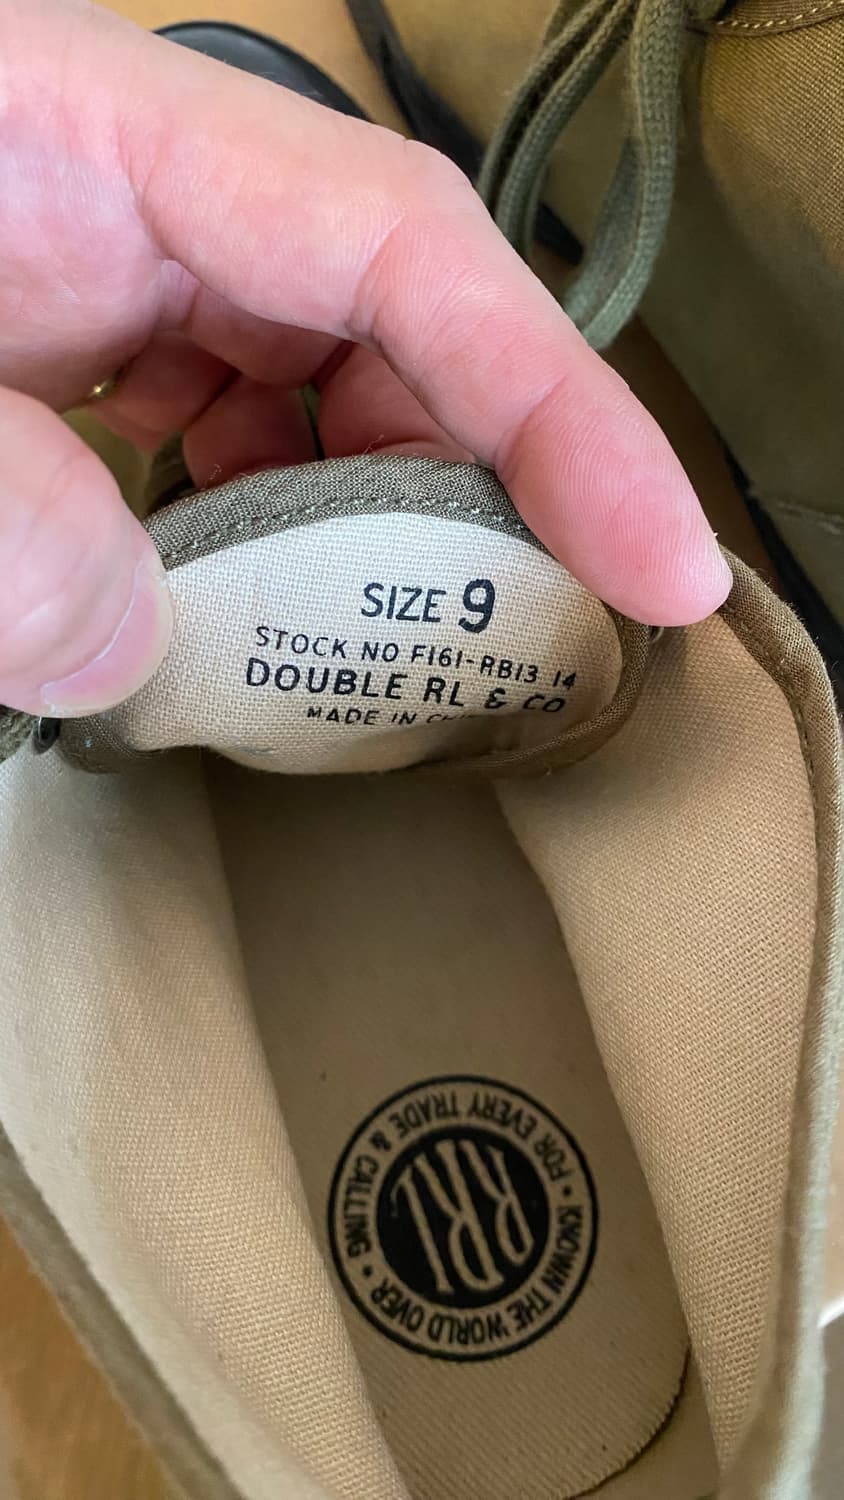 SIZE 9
STOCK NO F161-RB13 14
DOUBLE RL & CO
MADE IN
FOR EVERY TRADE & CALLING • KNOWN THE WORLD OVER •
RRL